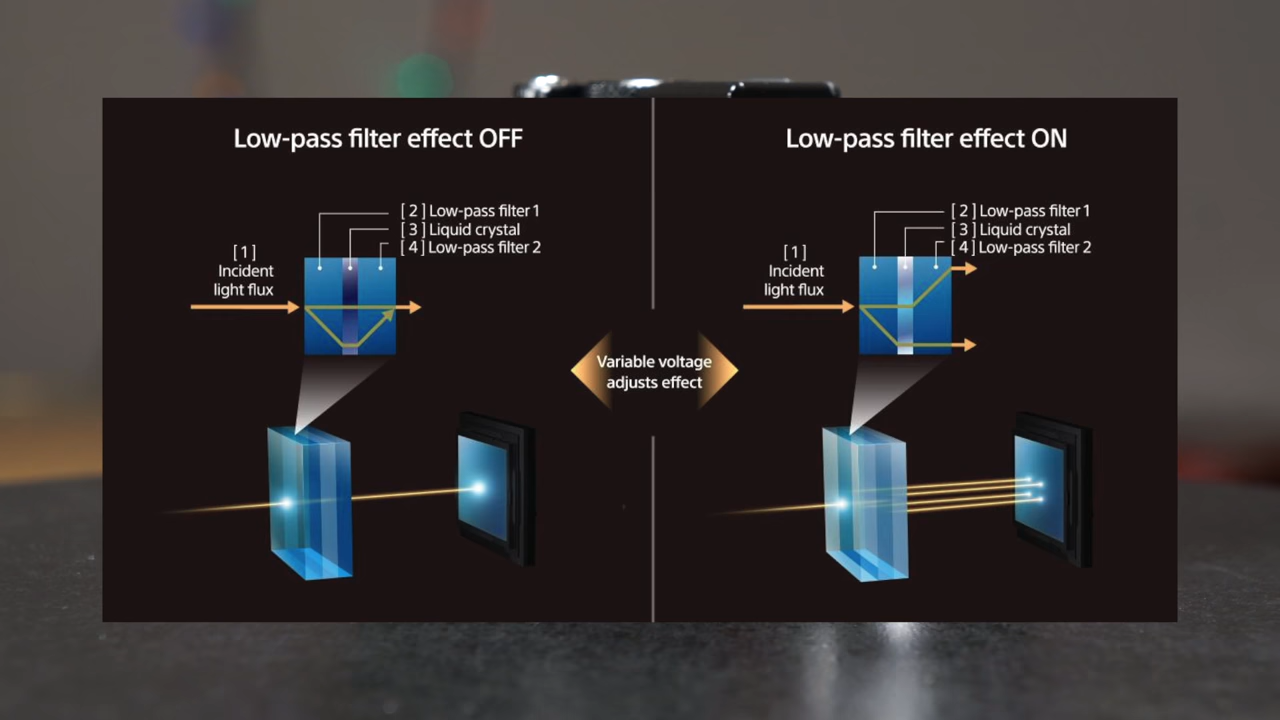 Low-pass filter effect OFF
[ 2 ] Low-pass filter 1
[ 3 ] Liquid crystal
[ 4 ] Low-pass filter 2
[ 1 ]
Incident
light flux
Variable voltage
adjusts effect
Low-pass filter effect ON
[ 2 ] Low-pass filter 1
[ 3 ] Liquid crystal
[ 4 ] Low-pass filter 2
[ 1 ]
Incident
light flux